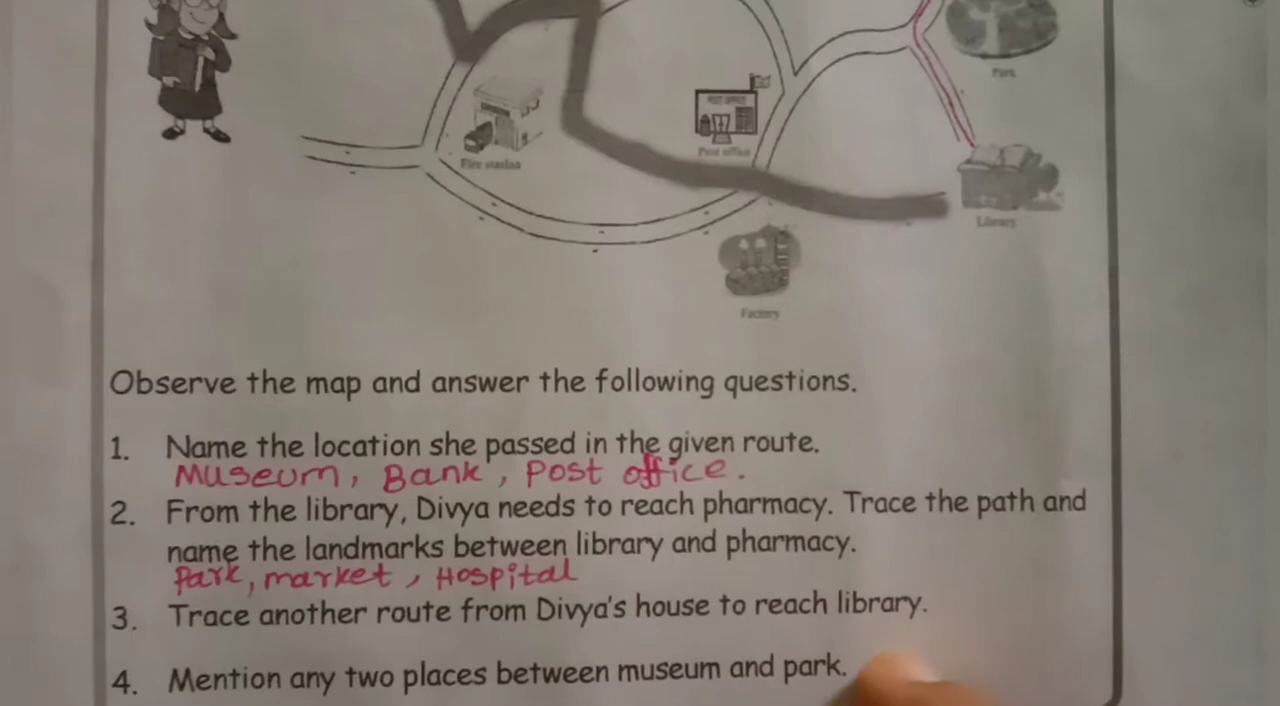 Park
POST OFFICE
Fire station
Post office
Library
Factory
Observe the map and answer the following questions.
1. Name the location she passed in the given route.
Museum, Bank, Post office.
2. From the library, Divya needs to reach pharmacy. Trace the path and
name the landmarks between library and pharmacy.
Park, market, Hospital
3. Trace another route from Divya's house to reach library.
4. Mention any two places between museum and park.